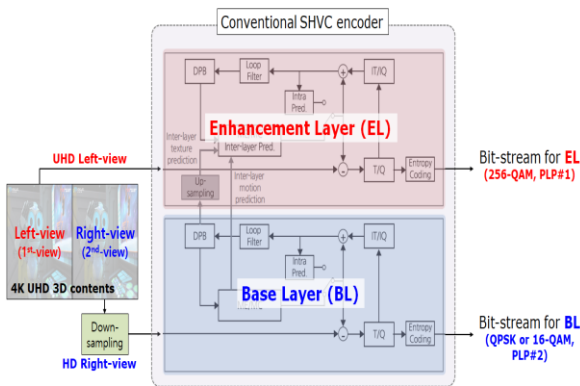 Conventional SHVC encoder
DPB
Loop
Filter
IT/IQ
Intra
Pred.
Enhancement Layer (EL)
Inter-layer
texture
prediction
Inter-layer Pred.
UHD Left-view
Up-
sampling
Inter-layer
motion
prediction
T/Q
Entropy
Coding
Bit-stream for EL
(256-QAM, PLP#1)
Left-view
(1st-view)
Right-view
(2nd-view)
4K UHD 3D contents
DPB
Loop
Filter
IT/IQ
Intra
Pred.
Base Layer (BL)
Down-
sampling
HD Right-view
T/Q
Entropy
Coding
Bit-stream for BL
(QPSK or 16-QAM,
PLP#2)